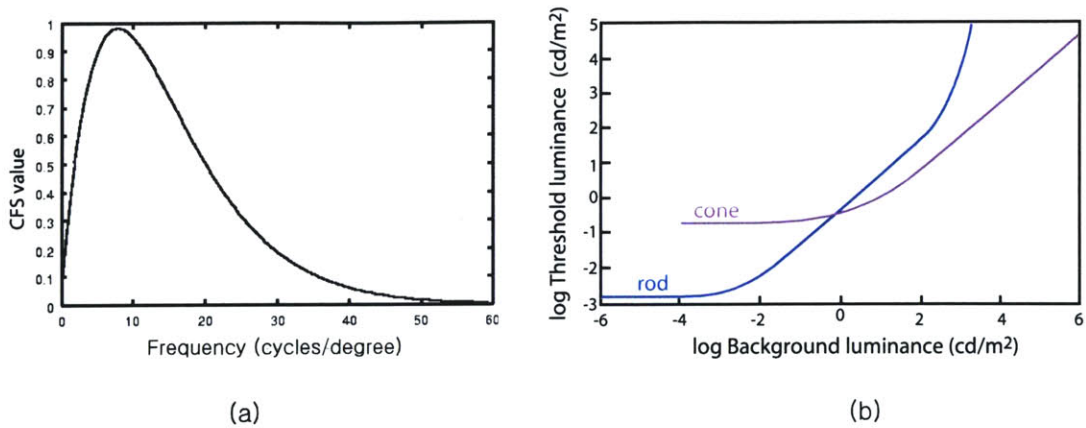 CFS value
1
0.9
0.8
0.7
0.6
0.5
0.4
0.3
0.2
0.1
0
0 10 20 30 40 50 60
Frequency (cycles/degree)
(a)
log Threshold luminance (cd/m2)
5
4
3
2
1
0
-1
-2
-3
cone
rod
-6 -4 -2 0 2 4 6
log Background luminance (cd/m2)
(b)